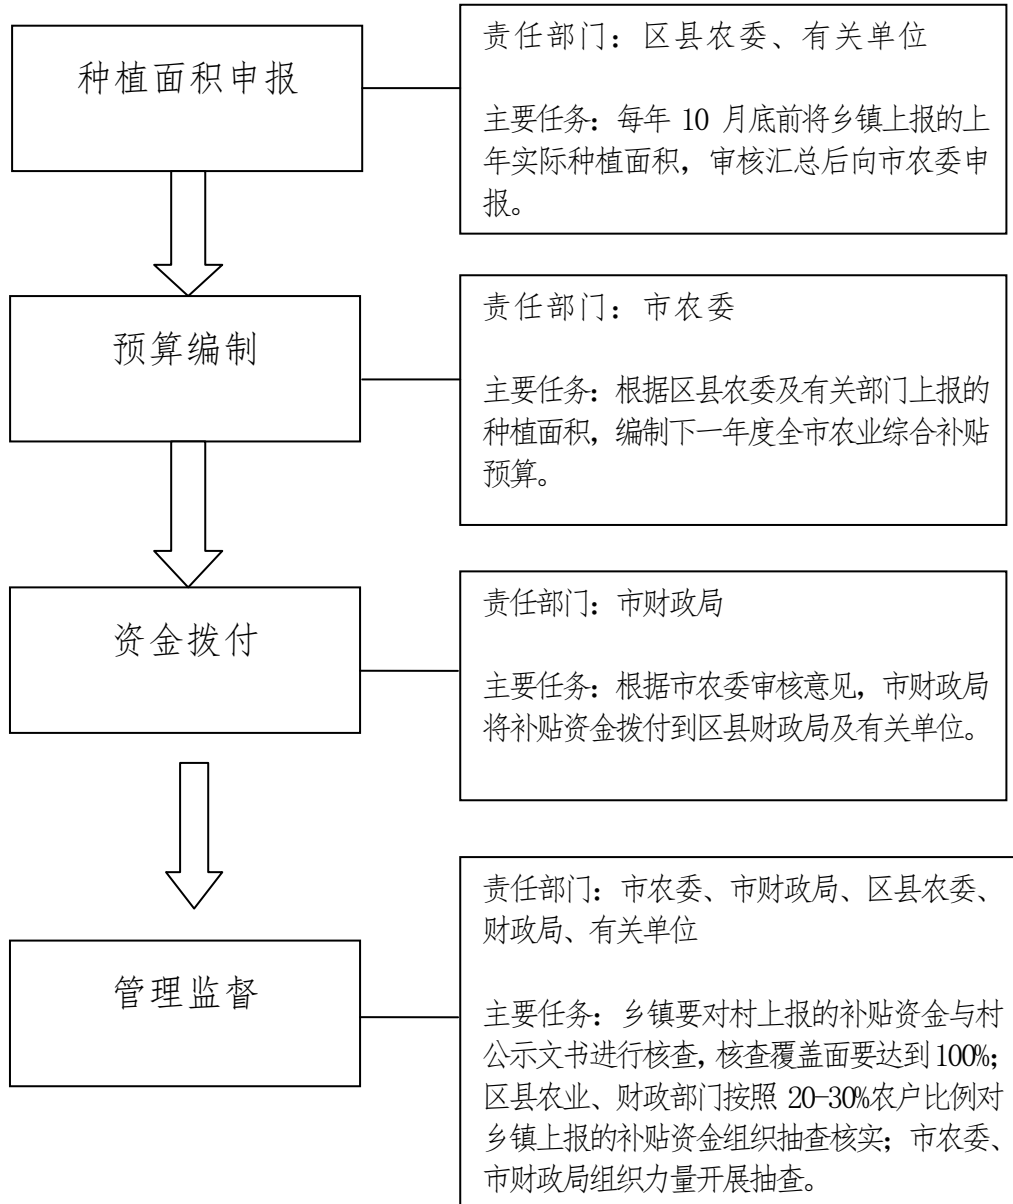 种植面积申报
责任部门：区县农委、有关单位
主要任务：每年 10 月底前将乡镇上报的上
年实际种植面积，审核汇总后向市农委申
报。
预算编制
责任部门：市农委
主要任务：根据区县农委及有关部门上报的
种植面积，编制下一年度全市农业综合补贴
预算。
资金拨付
责任部门：市财政局
主要任务：根据市农委审核意见，市财政局
将补贴资金拨付到区县财政局及有关单位。
管理监督
责任部门：市农委、市财政局、区县农委、
财政局、有关单位
主要任务：乡镇要对村上报的补贴资金与村
公示文书进行核查，核查覆盖面要达到 100%；
区县农业、财政部门按照 20-30%农户比例对
乡镇上报的补贴资金组织抽查核实；市农委、
市财政局组织力量开展抽查。